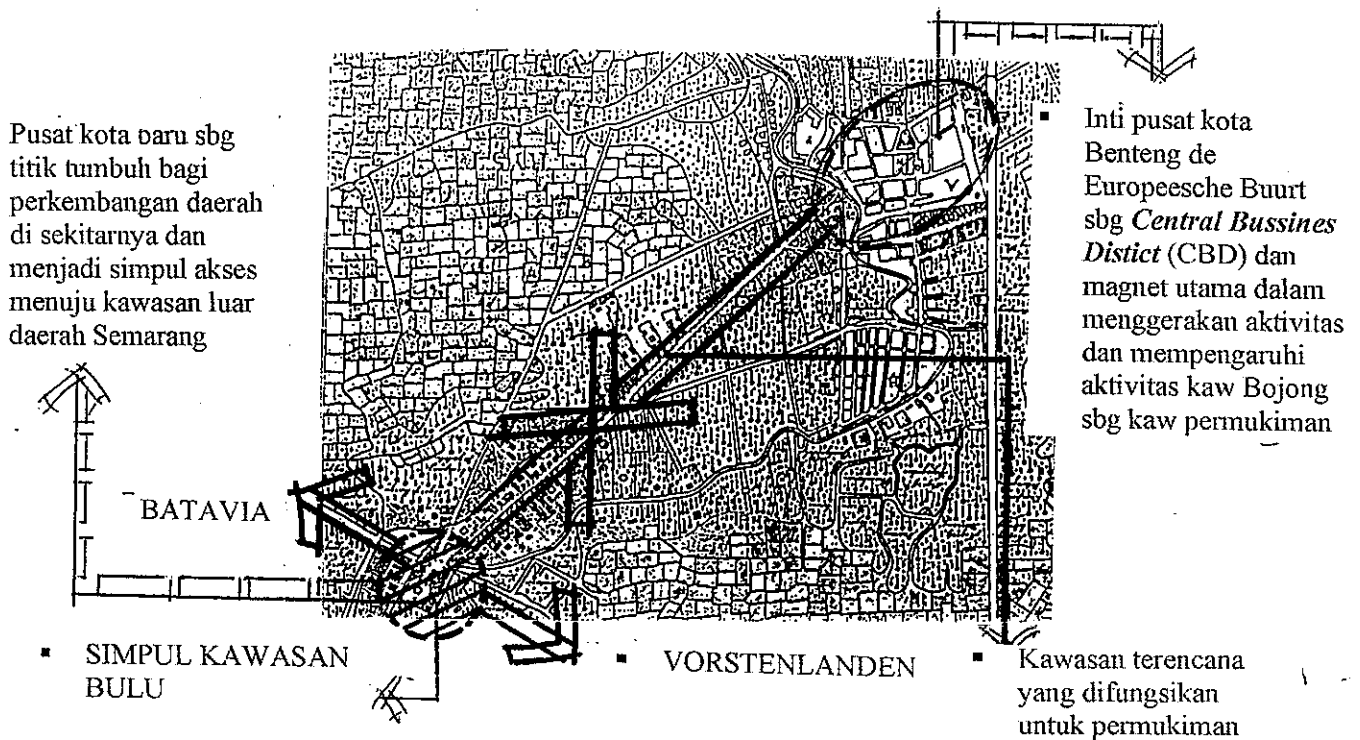 Pusat kota baru sbg
titik tumbuh bagi
perkembangan daerah
di sekitarnya dan
menjadi simpul akses
menuju kawasan luar
daerah Semarang
▪ Inti pusat kota
Benteng de
Europeesche Buurt
sbg Central Bussines
Distict (CBD) dan
magnet utama dalam
menggerakan aktivitas
dan mempengaruhi
aktivitas kaw Bojong
sbg kaw permukiman
BATAVIA
▪ SIMPUL KAWASAN
BULU
▪ VORSTENLANDEN
▪ Kawasan terencana
yang difungsikan
untuk permukiman